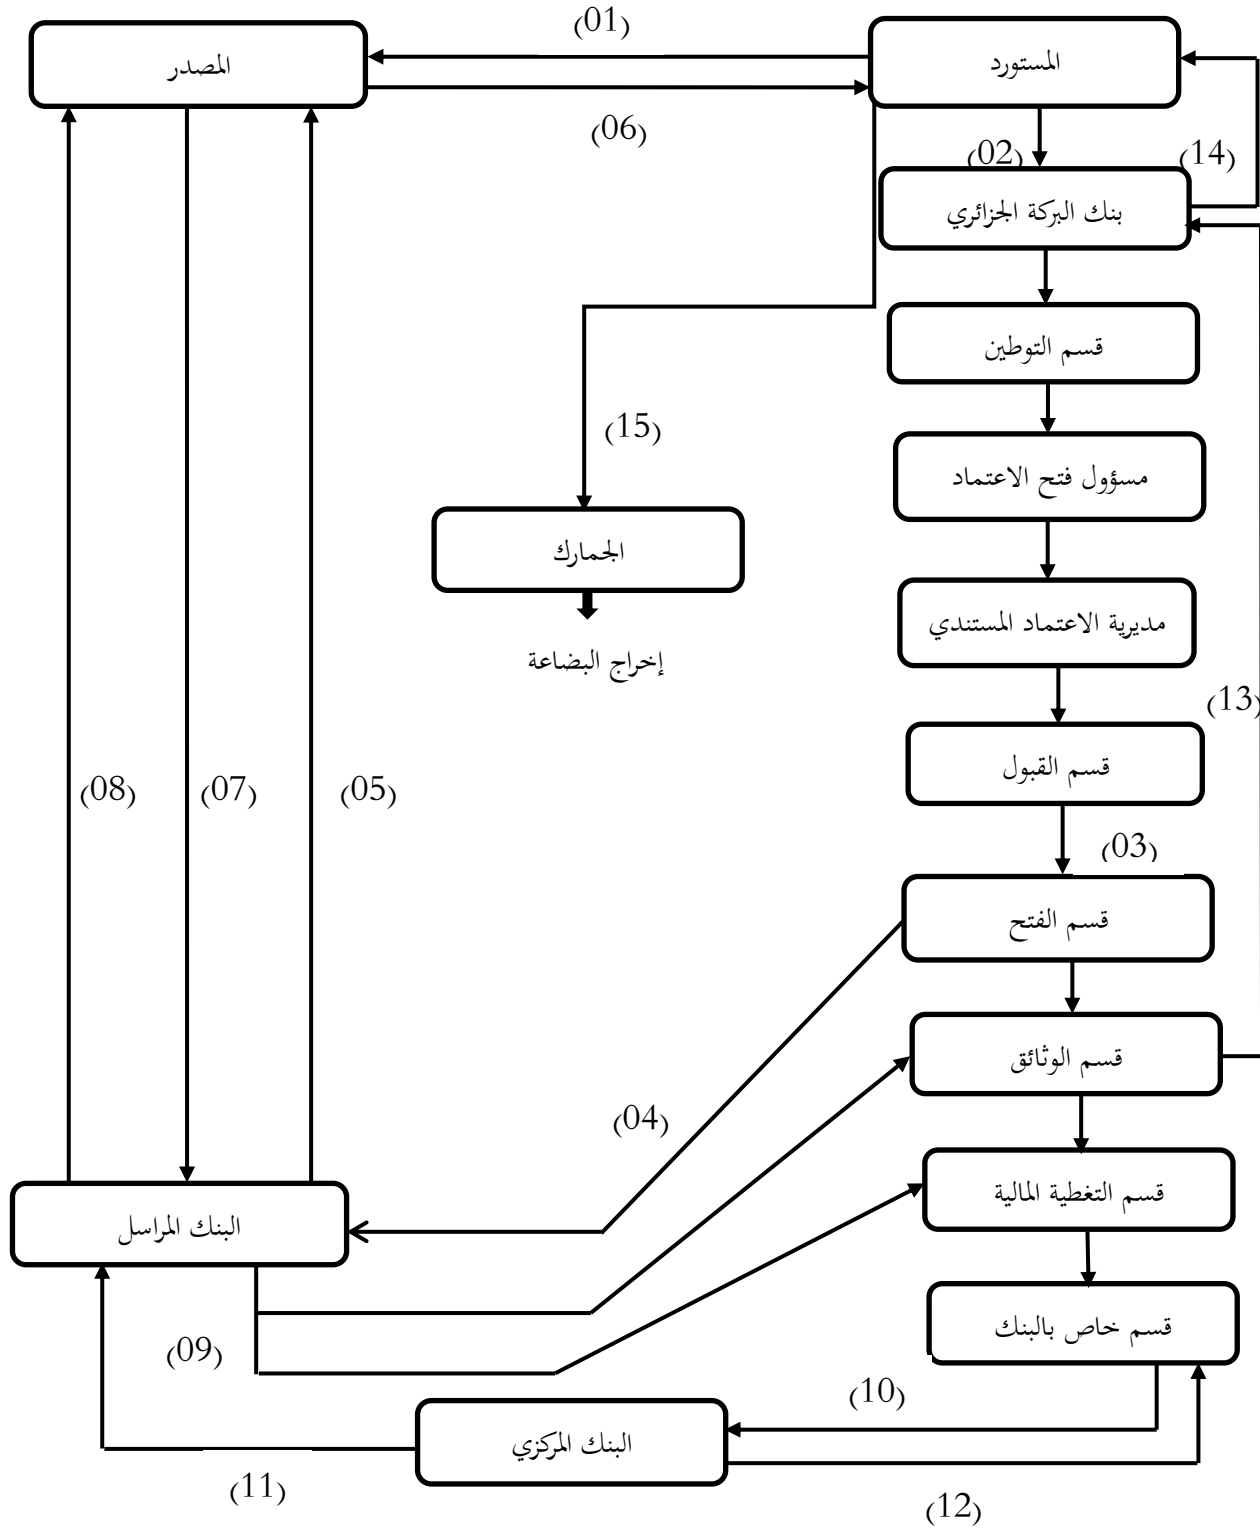 (01)
المستورد
المصدر
(06)
(02)
(14)
بنك البركة الجزائري
قسم التوطين
(15)
مسؤول فتح الاعتماد
الجمارك
مديرية الاعتماد المستندي
إخراج البضاعة
(13)
قسم القبول
(05)
(07)
(08)
(03)
قسم الفتح
قسم الوثائق
(04)
قسم التغطية المالية
البنك المراسل
قسم خاص بالبنك
(09)
(10)
البنك المركزي
(11)
(12)